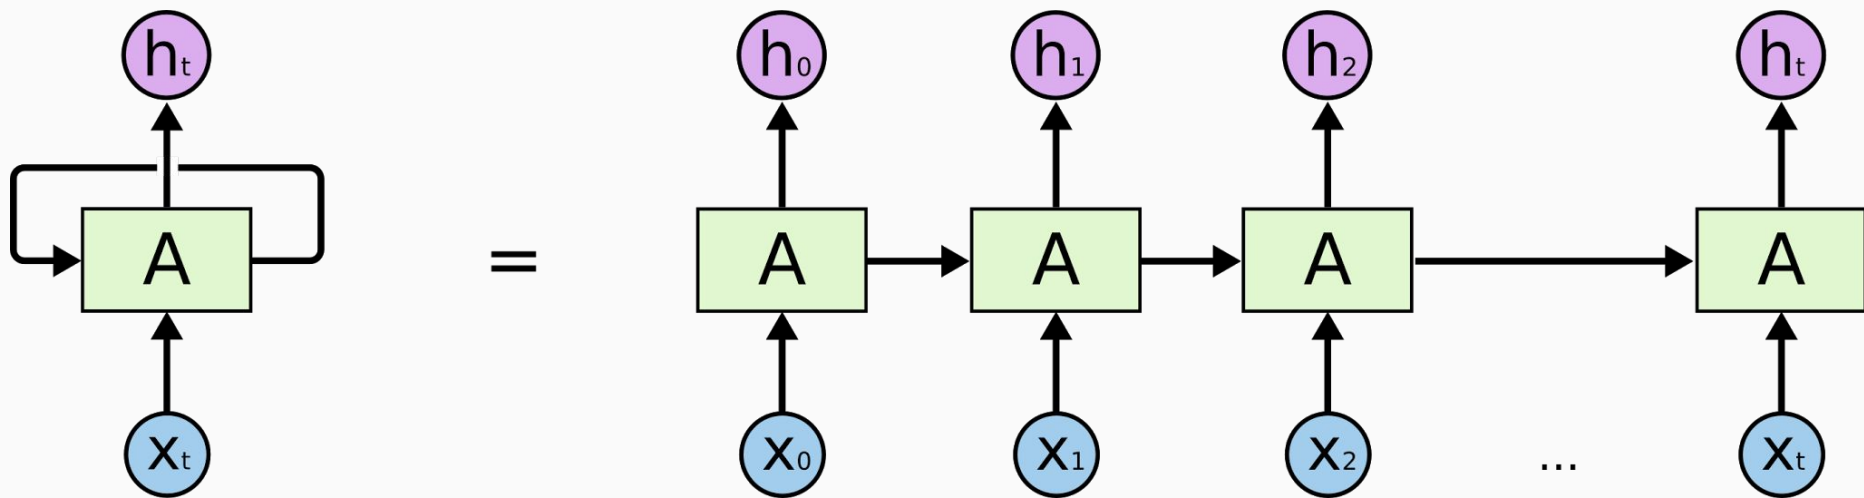 ht h0 h1 h2 ht
A = A A A A
xt x0 x1 x2 ... xt